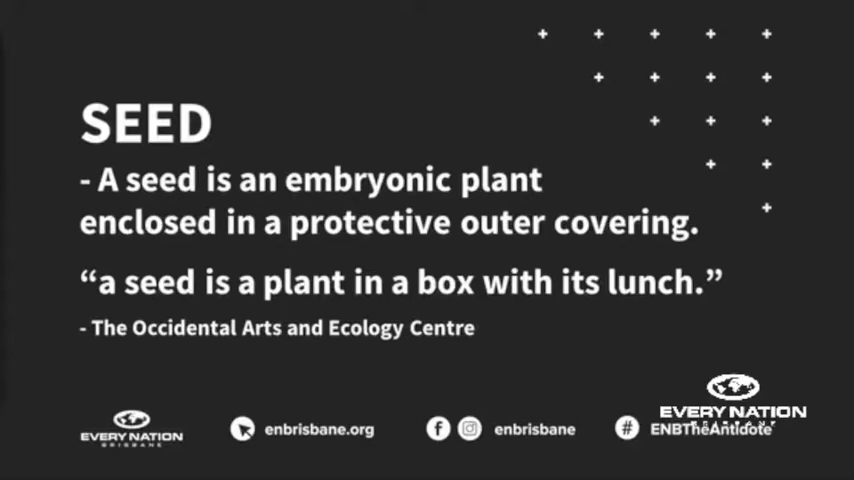 SEED
- A seed is an embryonic plant
enclosed in a protective outer covering.
“a seed is a plant in a box with its lunch.”
- The Occidental Arts and Ecology Centre
EVERY NATION
BRISBANE
enbrisbane.org
enbrisbane
# ENBTheAntidote
EVERY NATION